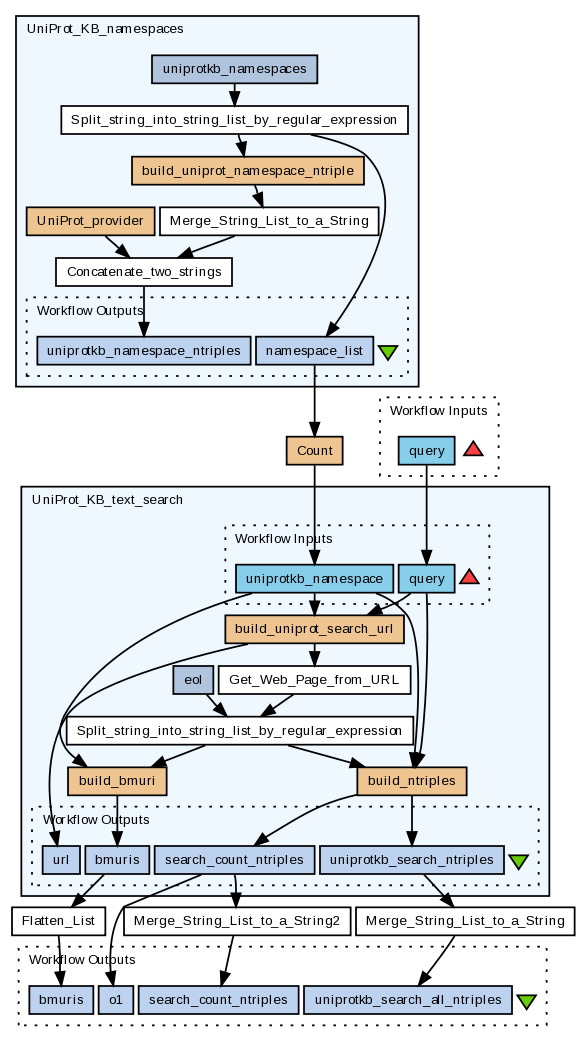 UniProt_KB_namespaces
uniprotkb_namespaces
Split_string_into_string_list_by_regular_expression
build_uniprot_namespace_ntriple
UniProt_provider
Merge_String_List_to_a_String
Concatenate_two_strings
Workflow Outputs
uniprotkb_namespace_ntriples
namespace_list
Workflow Inputs
Count
query
UniProt_KB_text_search
Workflow Inputs
uniprotkb_namespace
query
build_uniprot_search_url
eol
Get_Web_Page_from_URL
Split_string_into_string_list_by_regular_expression
build_bmuri
build_ntriples
Workflow Outputs
url
bmuris
search_count_ntriples
uniprotkb_search_ntriples
Flatten_List
Merge_String_List_to_a_String2
Merge_String_List_to_a_String
Workflow Outputs
bmuris
o1
search_count_ntriples
uniprotkb_search_all_ntriples